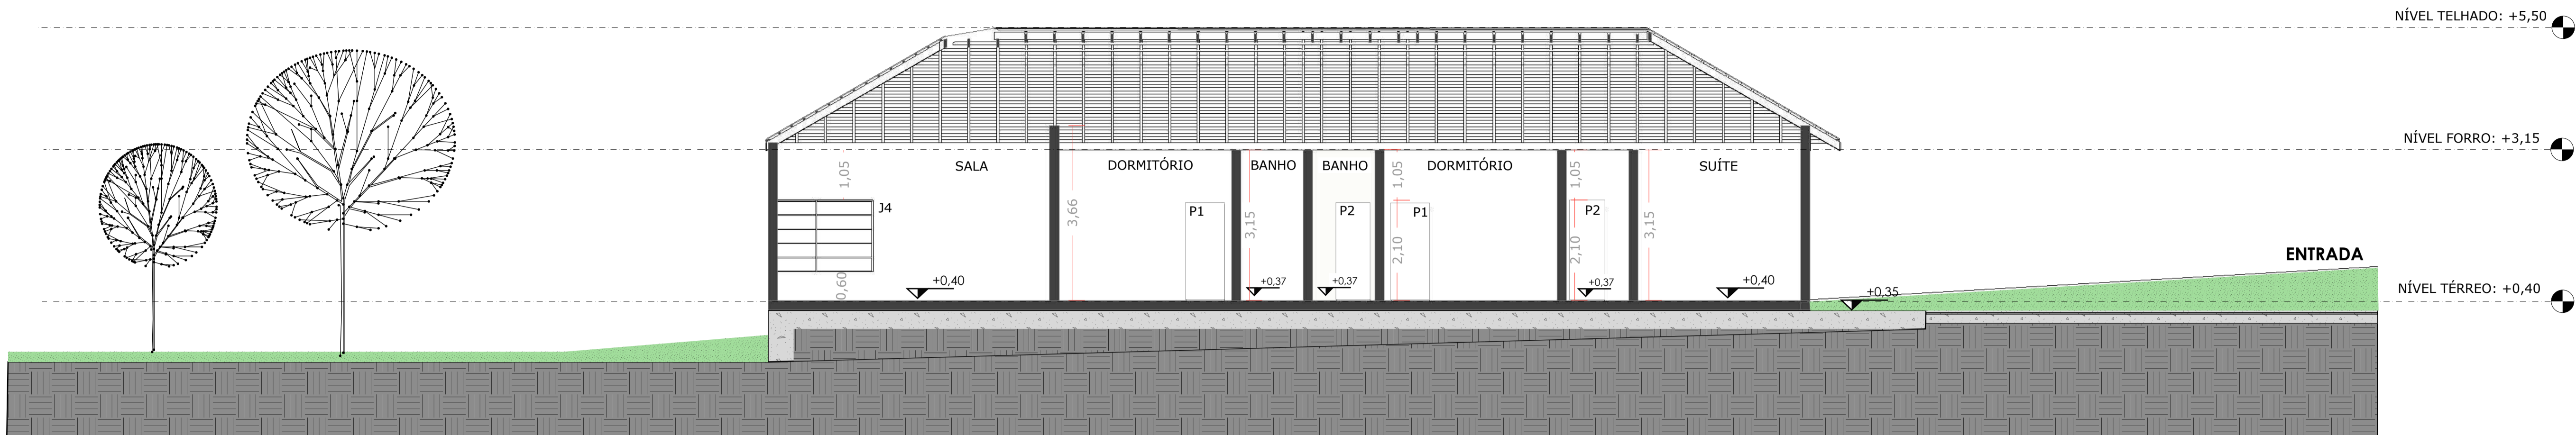 NÍVEL TELHADO: +5,50
NÍVEL FORRO: +3,15
SALA
DORMITÓRIO
BANHO
BANHO
DORMITÓRIO
SUÍTE
1,05
1,05
1,05
J4
3,66
P1
3,15
P2
P1
P2
3,15
2,10
2,10
0,60
+0,40
+0,37
+0,37
+0,37
+0,40
+0,35
ENTRADA
NÍVEL TÉRREO: +0,40